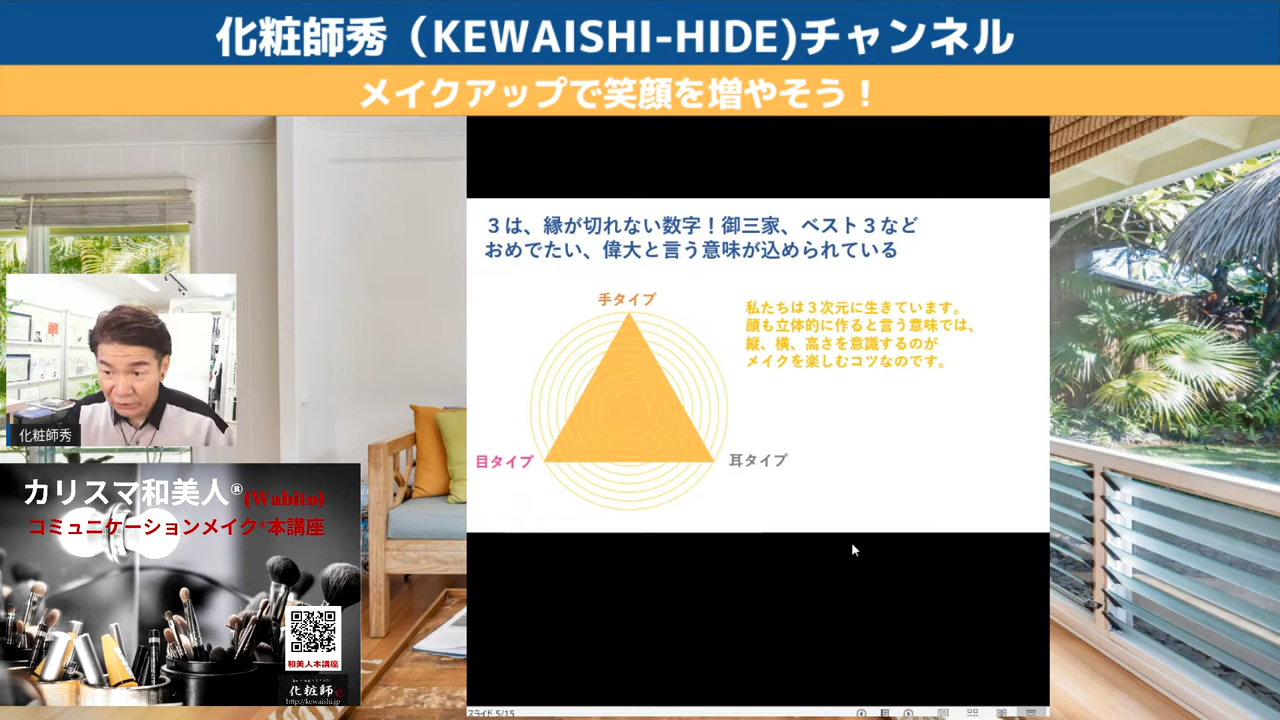 化粧師秀（KEWAISHI-HIDE)チャンネル
メイクアップで笑顔を増やそう！
３は、縁が切れない数字！御三家、ベスト３など
おめでたい、偉大と言う意味が込められている
手タイプ
私たちは３次元に生きています。
顔も立体的に作ると言う意味では、
縦、横、高さを意識するのが
メイクを楽しむコツなのです。
目タイプ
耳タイプ
化粧師秀
カリスマ和美人®(Wabito)
コミュニケーションメイク®本講座
和美人本講座
化粧師
http://kewaishi.jp
スライド 5/15